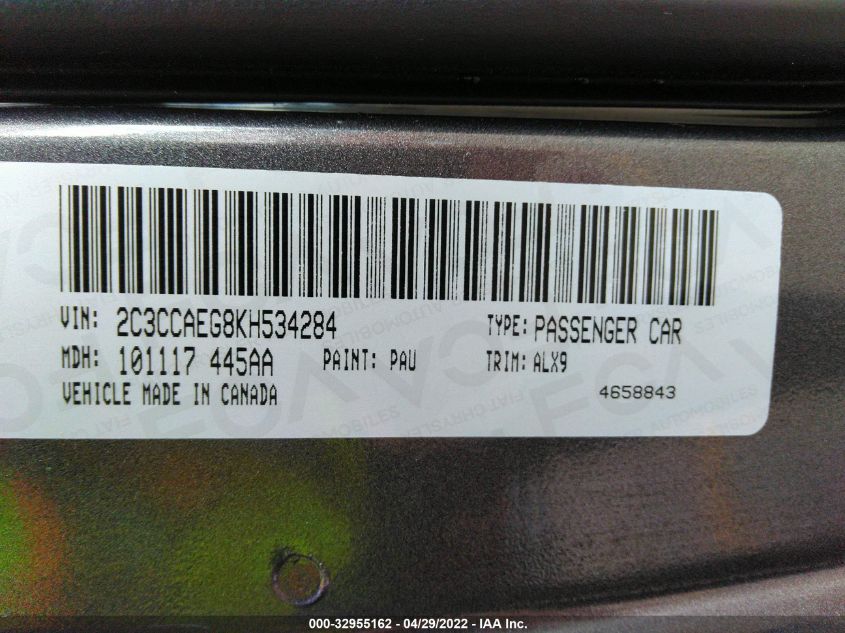 VIN: 2C3CCAEG8KH534284 TYPE: PASSENGER CAR
MDH: 101117 445AA PAINT: PAU TRIM: ALX9
VEHICLE MADE IN CANADA 4658843
000-32955162 - 04/29/2022 - IAA Inc.